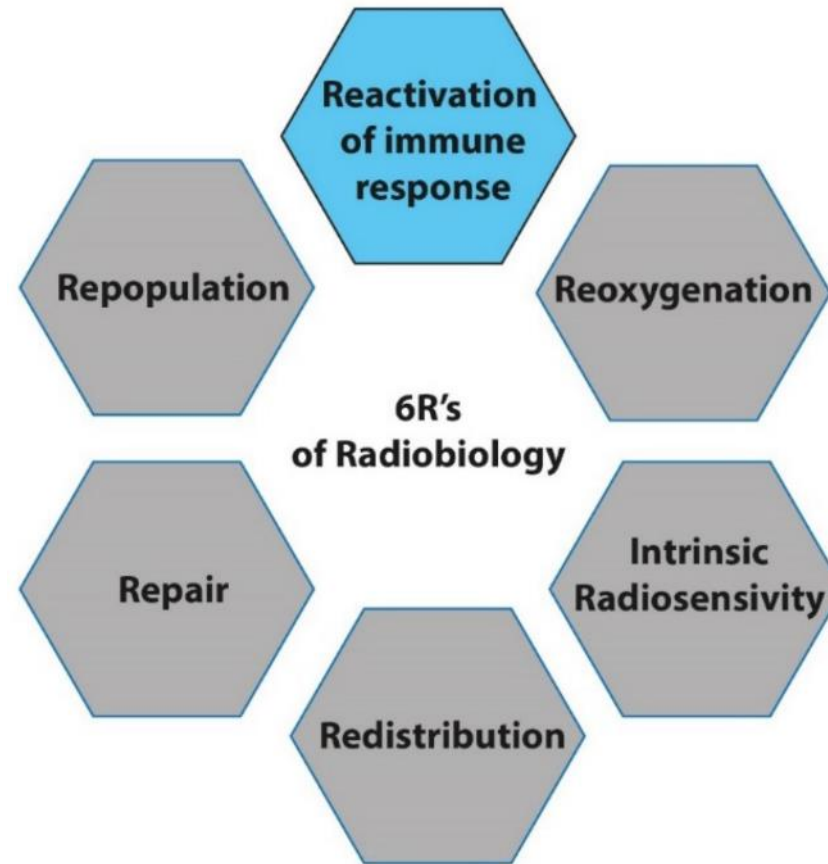 Reactivation
of immune
response
Repopulation
Reoxygenation
6R's
of Radiobiology
Repair
Intrinsic
Radiosensivity
Redistribution